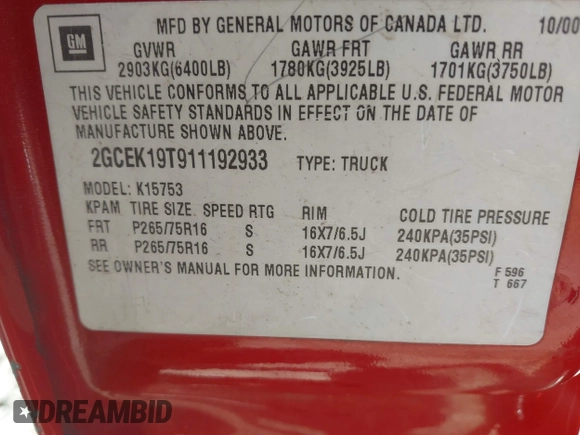 MFD BY GENERAL MOTORS OF CANADA LTD. 10/00
GM
GVWR GAWR FRT GAWR RR
2903KG(6400LB) 1780KG(3925LB) 1701KG(3750LB)
THIS VEHICLE CONFORMS TO ALL APPLICABLE U.S. FEDERAL MOTOR
VEHICLE SAFETY STANDARDS IN EFFECT ON THE DATE OF
MANUFACTURE SHOWN ABOVE.
2GCEK19T911192933 TYPE: TRUCK
MODEL: K15753
KPAM TIRE SIZE SPEED RTG RIM COLD TIRE PRESSURE
FRT P265/75R16 S 16X7/6.5J 240KPA(35PSI)
RR P265/75R16 S 16X7/6.5J 240KPA(35PSI)
SEE OWNER'S MANUAL FOR MORE INFORMATION.
F 596
T 667
DREAMBID